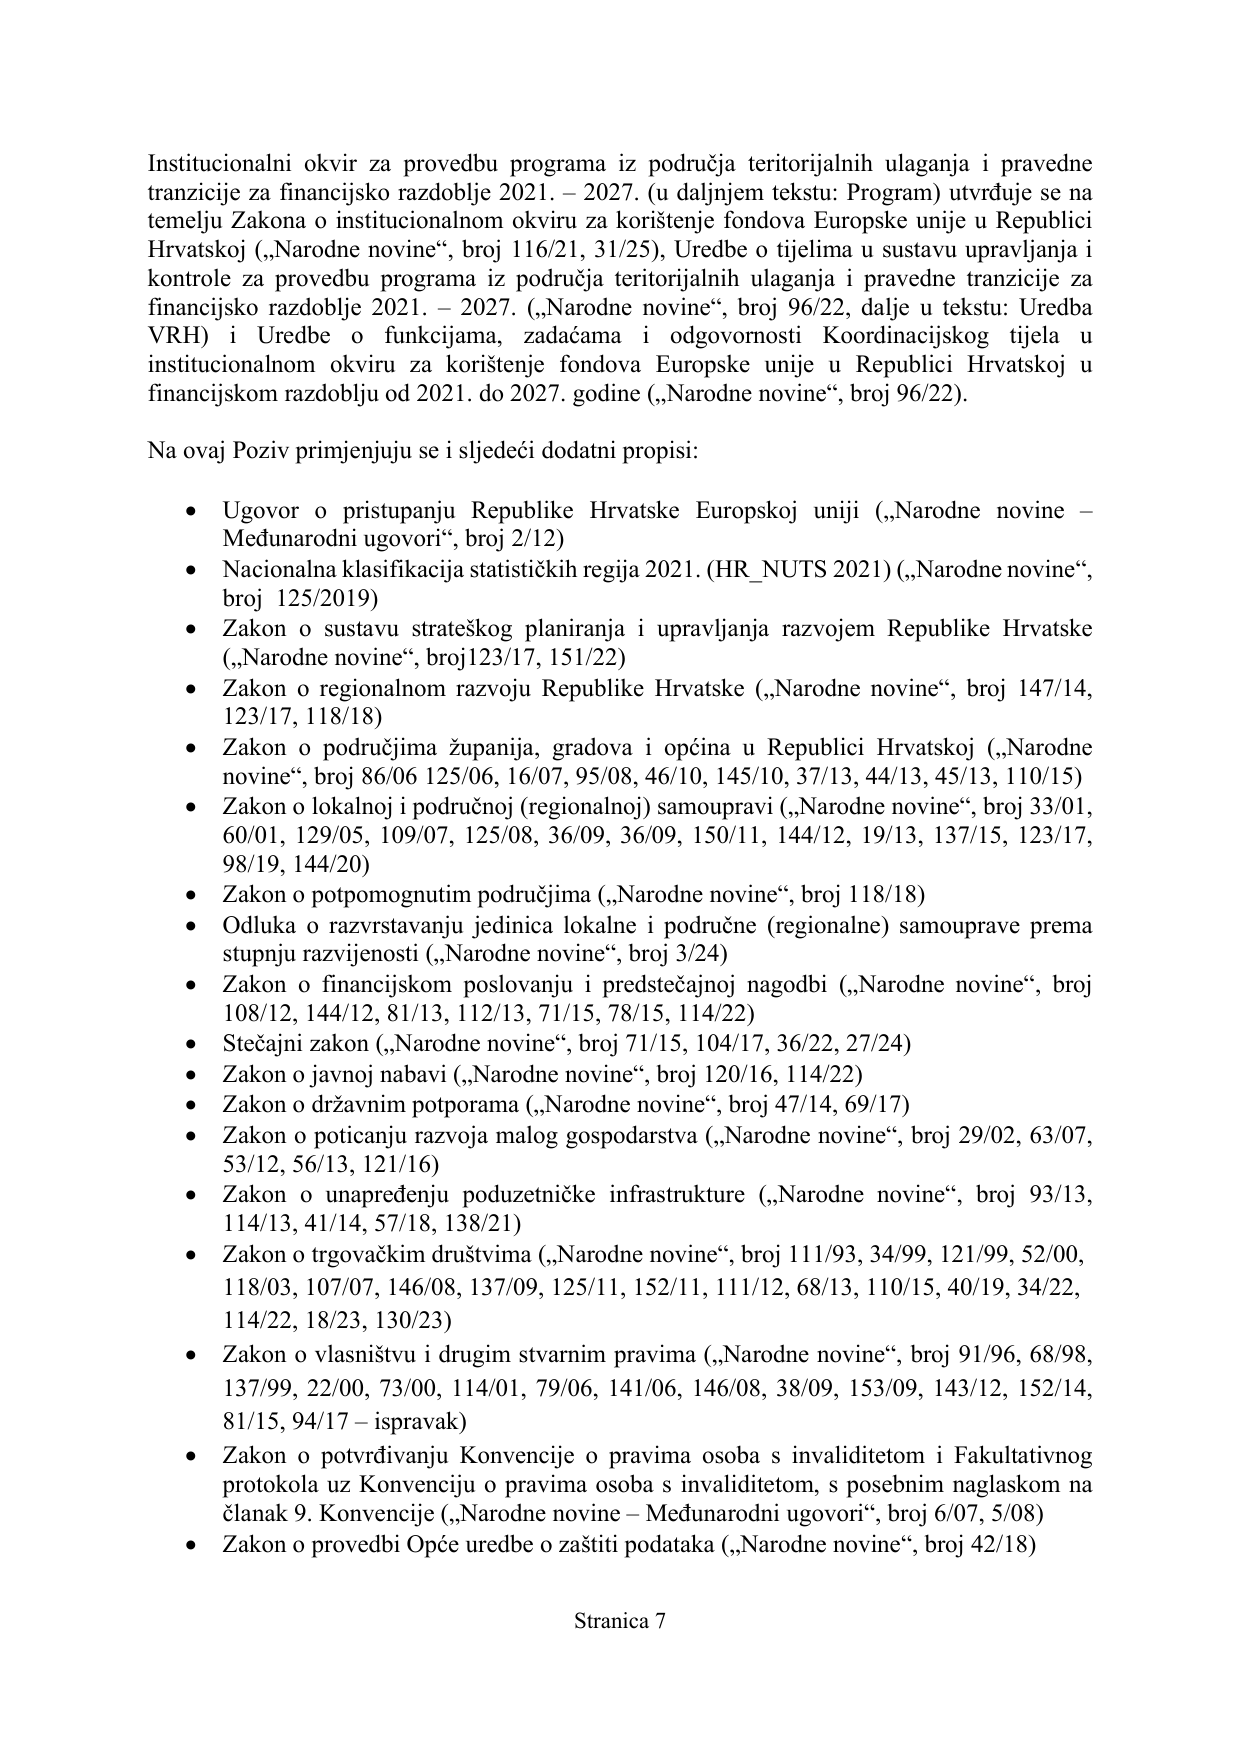 Institucionalni okvir za provedbu programa iz područja teritorijalnih ulaganja i pravedne
tranzicije za financijsko razdoblje 2021. – 2027. (u daljnjem tekstu: Program) utvrđuje se na
temelju Zakona o institucionalnom okviru za korištenje fondova Europske unije u Republici
Hrvatskoj („Narodne novine“, broj 116/21, 31/25), Uredbe o tijelima u sustavu upravljanja i
kontrole za provedbu programa iz područja teritorijalnih ulaganja i pravedne tranzicije za
financijsko razdoblje 2021. – 2027. („Narodne novine“, broj 96/22, dalje u tekstu: Uredba
VRH) i Uredbe o funkcijama, zadaćama i odgovornosti Koordinacijskog tijela u
institucionalnom okviru za korištenje fondova Europske unije u Republici Hrvatskoj u
financijskom razdoblju od 2021. do 2027. godine („Narodne novine“, broj 96/22).
Na ovaj Poziv primjenjuju se i sljedeći dodatni propisi:
• Ugovor o pristupanju Republike Hrvatske Europskoj uniji („Narodne novine –
Međunarodni ugovori“, broj 2/12)
• Nacionalna klasifikacija statističkih regija 2021. (HR_NUTS 2021) („Narodne novine“,
broj  125/2019)
• Zakon o sustavu strateškog planiranja i upravljanja razvojem Republike Hrvatske
(„Narodne novine“, broj123/17, 151/22)
• Zakon o regionalnom razvoju Republike Hrvatske („Narodne novine“, broj 147/14,
123/17, 118/18)
• Zakon o područjima županija, gradova i općina u Republici Hrvatskoj („Narodne
novine“, broj 86/06 125/06, 16/07, 95/08, 46/10, 145/10, 37/13, 44/13, 45/13, 110/15)
• Zakon o lokalnoj i područnoj (regionalnoj) samoupravi („Narodne novine“, broj 33/01,
60/01, 129/05, 109/07, 125/08, 36/09, 36/09, 150/11, 144/12, 19/13, 137/15, 123/17,
98/19, 144/20)
• Zakon o potpomognutim područjima („Narodne novine“, broj 118/18)
• Odluka o razvrstavanju jedinica lokalne i područne (regionalne) samouprave prema
stupnju razvijenosti („Narodne novine“, broj 3/24)
• Zakon o financijskom poslovanju i predstečajnoj nagodbi („Narodne novine“, broj
108/12, 144/12, 81/13, 112/13, 71/15, 78/15, 114/22)
• Stečajni zakon („Narodne novine“, broj 71/15, 104/17, 36/22, 27/24)
• Zakon o javnoj nabavi („Narodne novine“, broj 120/16, 114/22)
• Zakon o državnim potporama („Narodne novine“, broj 47/14, 69/17)
• Zakon o poticanju razvoja malog gospodarstva („Narodne novine“, broj 29/02, 63/07,
53/12, 56/13, 121/16)
• Zakon o unapređenju poduzetničke infrastrukture („Narodne novine“, broj 93/13,
114/13, 41/14, 57/18, 138/21)
• Zakon o trgovačkim društvima („Narodne novine“, broj 111/93, 34/99, 121/99, 52/00,
118/03, 107/07, 146/08, 137/09, 125/11, 152/11, 111/12, 68/13, 110/15, 40/19, 34/22,
114/22, 18/23, 130/23)
• Zakon o vlasništvu i drugim stvarnim pravima („Narodne novine“, broj 91/96, 68/98,
137/99, 22/00, 73/00, 114/01, 79/06, 141/06, 146/08, 38/09, 153/09, 143/12, 152/14,
81/15, 94/17 – ispravak)
• Zakon o potvrđivanju Konvencije o pravima osoba s invaliditetom i Fakultativnog
protokola uz Konvenciju o pravima osoba s invaliditetom, s posebnim naglaskom na
članak 9. Konvencije („Narodne novine – Međunarodni ugovori“, broj 6/07, 5/08)
• Zakon o provedbi Opće uredbe o zaštiti podataka („Narodne novine“, broj 42/18)
Stranica 7